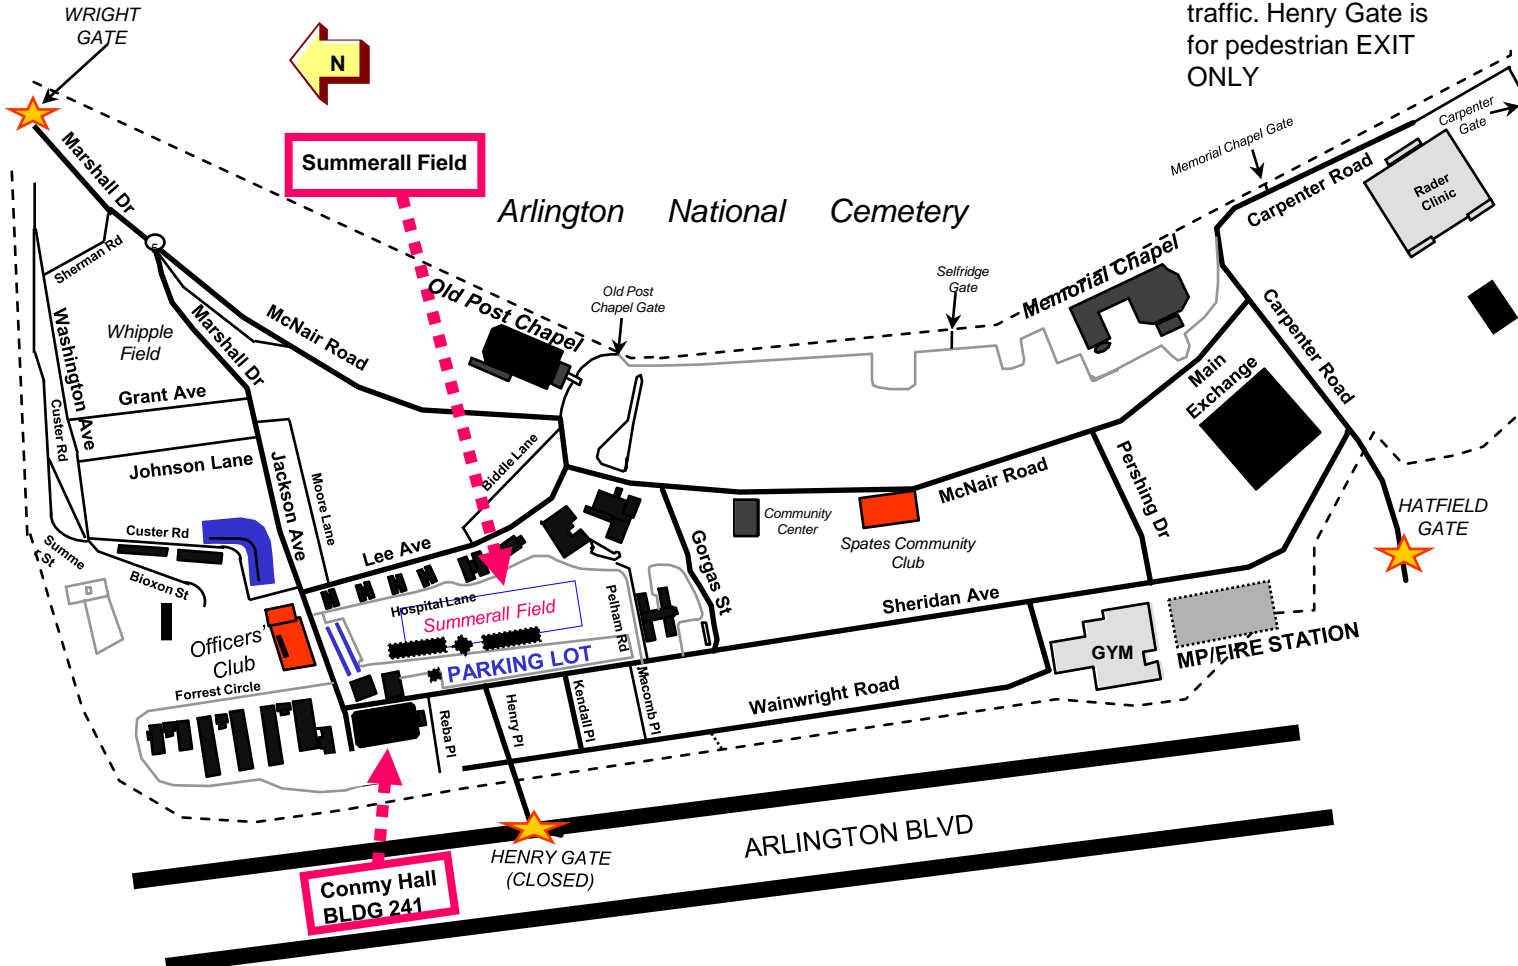 WRIGHT
GATE
N
traffic. Henry Gate is
for pedestrian EXIT
ONLY
Summerall Field
Arlington National Cemetery
Memorial Chapel Gate
Carpenter
Gate
Carpenter Road
Rader
Clinic
Marshall Dr
Sherman Rd
Whipple
Field
Washington Ave
Marshall Dr
McNair Road
Old Post Chapel
Old Post
Chapel Gate
Selfridge
Gate
Memorial Chapel
Carpenter Road
Main
Exchange
Grant Ave
Custer Rd
Johnson Lane
Jackson Ave
Moore Lane
Biddle Lane
McNair Road
Pershing Dr
HATFIELD
GATE
Community
Center
Spates Community
Club
Custer Rd
Summe
St
Bioxon St
Lee Ave
Gorgas St
Hospital Lane
Summerall Field
Pelham Rd
Sheridan Ave
Officers'
Club
PARKING LOT
GYM
MP/FIRE STATION
Forrest Circle
Reba Pl
Henry Pl
Kendall Pl
Macomb Pl
Wainwright Road
HENRY GATE
(CLOSED)
ARLINGTON BLVD
Conmy Hall
BLDG 241